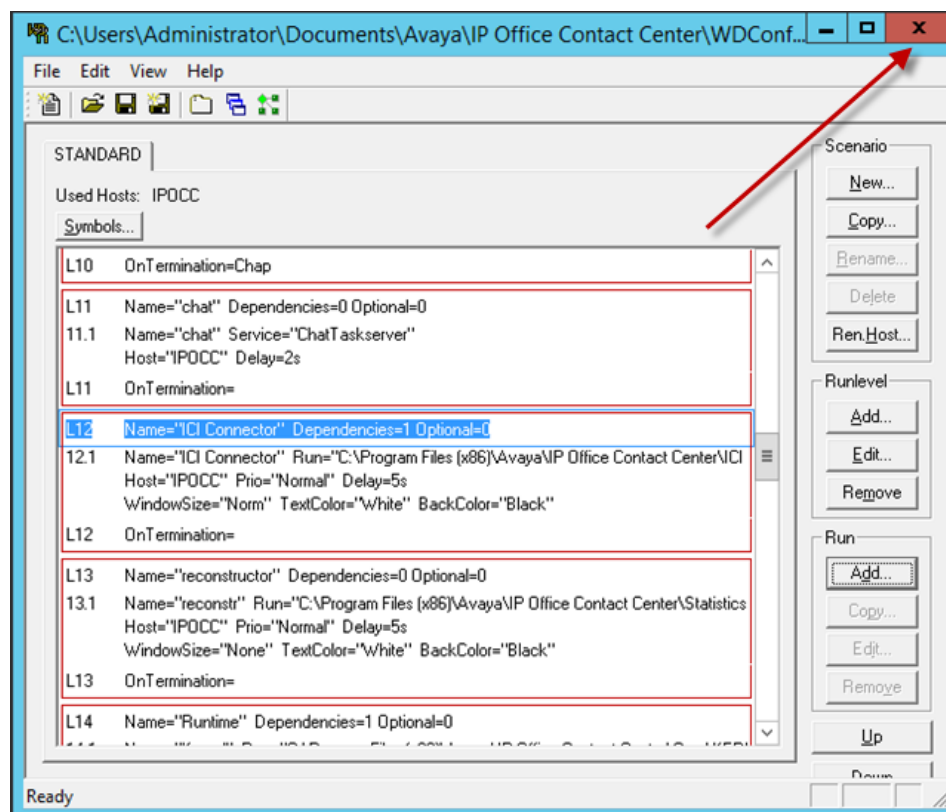 C:\Users\Administrator\Documents\Avaya\IP Office Contact Center\WDConf...
File Edit View Help
STANDARD
Used Hosts: IPOCC
Symbols...
L10 OnTermination=Chap
L11 Name="chat" Dependencies=0 Optional=0
11.1 Name="chat" Service="ChatTaskserver"
Host="IPOCC" Delay=2s
L11 OnTermination=
L12 Name="ICI Connector" Dependencies=1 Optional=0
12.1 Name="ICI Connector" Run="C:\Program Files (x86)\Avaya\IP Office Contact Center\ICI
Host="IPOCC" Prio="Normal" Delay=5s
WindowSize="Norm" TextColor="White" BackColor="Black"
L12 OnTermination=
L13 Name="reconstructor" Dependencies=0 Optional=0
13.1 Name="reconstr" Run="C:\Program Files (x86)\Avaya\IP Office Contact Center\Statistics
Host="IPOCC" Prio="Normal" Delay=5s
WindowSize="None" TextColor="White" BackColor="Black"
L13 OnTermination=
L14 Name="Runtime" Dependencies=1 Optional=0
Scenario
New...
Copy...
Rename...
Delete
Ren.Host...
Runlevel
Add...
Edit...
Remove
Run
Add...
Copy...
Edit...
Remove
Up
Down
Ready